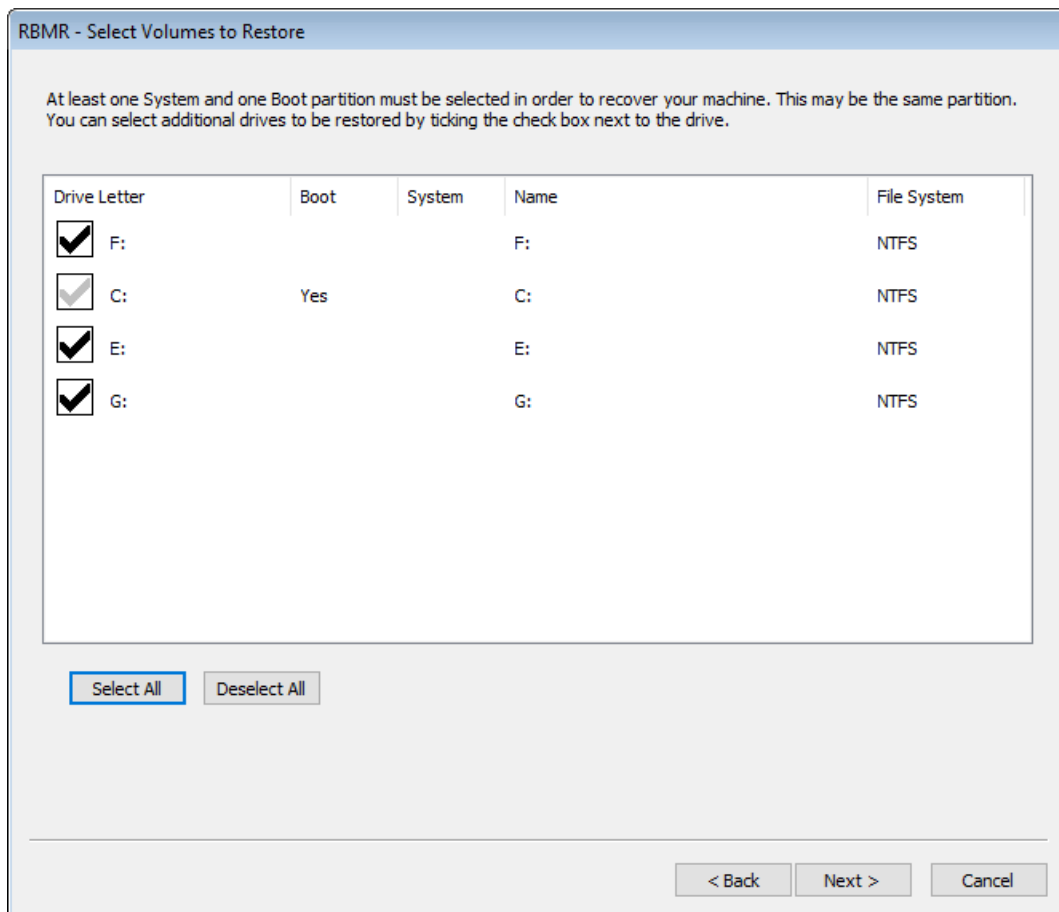 RBMR - Select Volumes to Restore
At least one System and one Boot partition must be selected in order to recover your machine. This may be the same partition.
You can select additional drives to be restored by ticking the check box next to the drive.
Drive Letter Boot System Name File System
F: F: NTFS
C: Yes C: NTFS
E: E: NTFS
G: G: NTFS
Select All Deselect All
< Back Next > Cancel